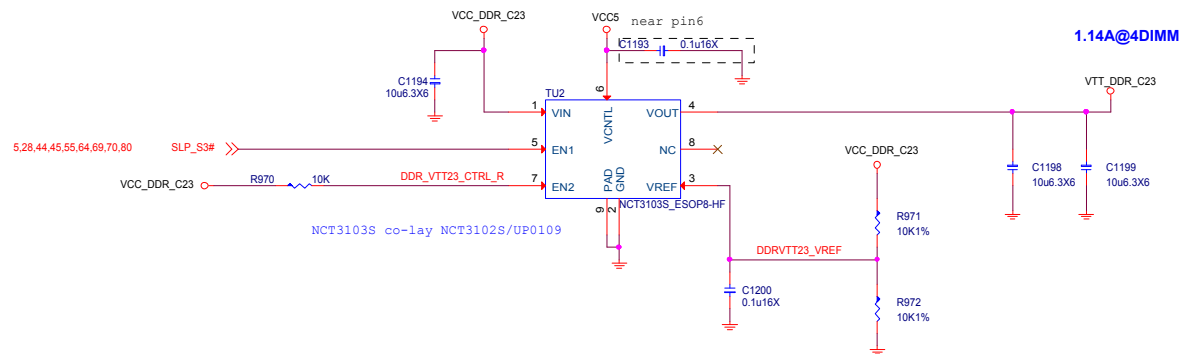 VCC_DDR_C23
VCC5
near pin6
1.14A@4DIMM
C1193
0.1u16X
C1194
10u6.3X6
VTT_DDR_C23
TU2
6
1
VIN
VCNTL
VOUT
4
5,28,44,45,55,64,69,70,80
SLP_S3#
5
EN1
NC
8
VCC_DDR_C23
C1198
10u6.3X6
C1199
10u6.3X6
VCC_DDR_C23
R970
10K
DDR_VTT23_CTRL_R
7
EN2
PAD
GND
VREF
3
9
2
NCT3103S_ESOP8-HF
R971
10K1%
NCT3103S co-lay NCT3102S/UP0109
DDRVTT23_VREF
C1200
0.1u16X
R972
10K1%